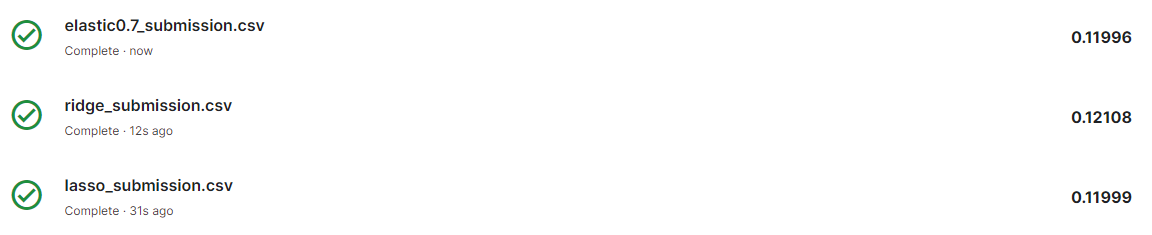 elastic0.7_submission.csv
0.11996
Complete · now
ridge_submission.csv
0.12108
Complete · 12s ago
lasso_submission.csv
0.11999
Complete · 31s ago